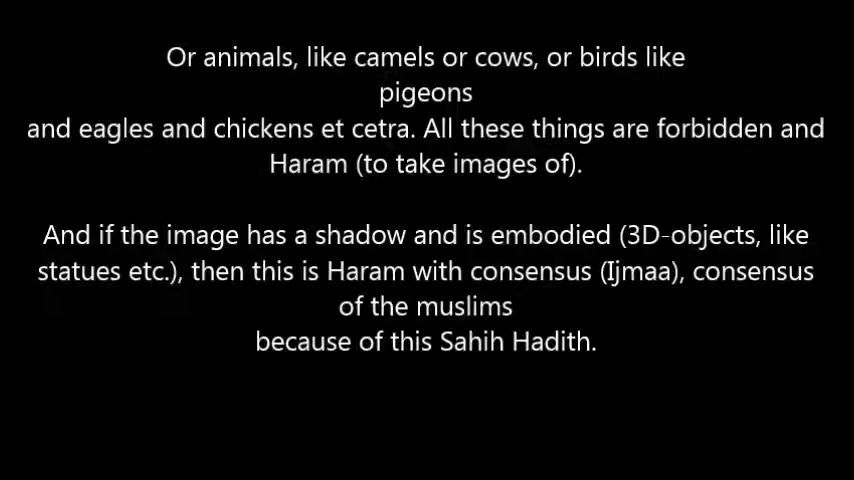 Or animals, like camels or cows, or birds like
pigeons
and eagles and chickens et cetra. All these things are forbidden and
Haram (to take images of).
And if the image has a shadow and is embodied (3D-objects, like
statues etc.), then this is Haram with consensus (Ijmaa), consensus
of the muslims
because of this Sahih Hadith.